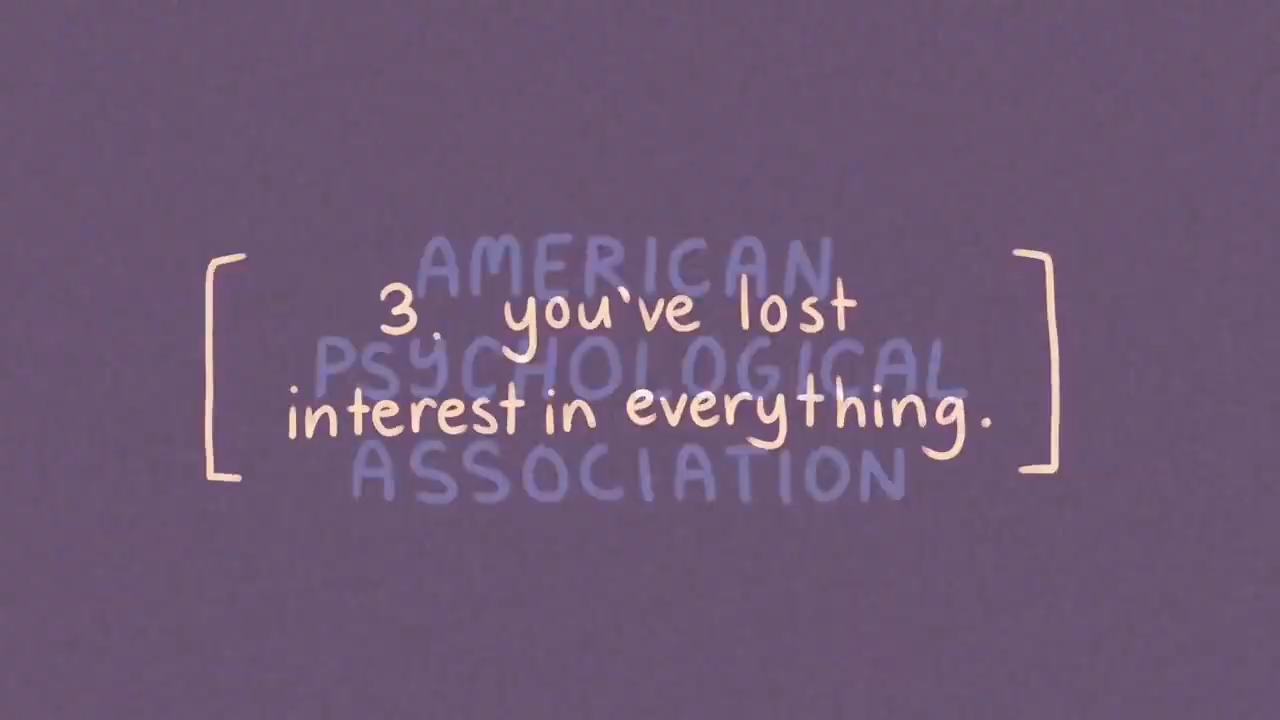 AMERICAN
3. you've lost
PSYCHOLOGICAL
interest in everything.
ASSOCIATION